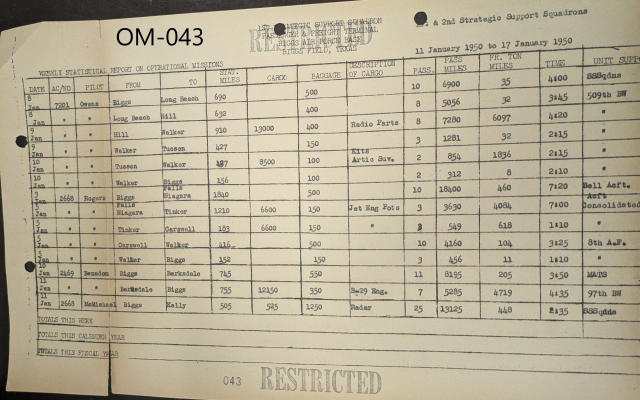 OM-043
RESTRICTED
1ST STRATEGIC SUPPORT SQUADRON
PASSENGER & FREIGHT TERMINAL
BIGGS AIR FORCE BASE
BIGGS FIELD, TEXAS
& 2nd Strategic Support Squadrons
11 January 1950 to 17 January 1950
WEEKLY STATISTICAL REPORT ON OPERATIONAL MISSIONS
DATE AC/NO PILOT FROM TO STAT. MILES CARGO BAGGAGE DESCRIPTION OF CARGO PASS. PASS MILES FR. TON MILES TIME UNIT SUPP
8 Jan 7201 Owens Biggs Long Beach 690 500 10 6900 35 4:00 SSSqdns
8 Jan " " Long Beach Hill 632 400 8 5056 32 3:45 509th BW
9 Jan " " Hill Walker 910 13000 400 Radio Parts 8 7280 6097 4:20 "
9 Jan " " Walker Tucson 427 150 3 1281 32 2:15 "
10 Jan " " Tucson Walker 427 8500 100 Kits Artic Suv. 2 854 1836 2:15 "
10 Jan " " Walker Biggs 156 100 2 312 8 2:10 "
9 Jan 2668 Rogers Biggs Falls Niagara 1840 500 10 18400 460 7:20 Bell Acft.
Jan " " Falls Niagara Tinker 1210 6600 150 Jet Eng Pots 3 3630 4084 7:00 Acft Consolidated
5 Jan " " Tinker Carswell 183 6600 150 " 3 549 618 1:10 "
5 Jan " " Carswell Walker 416 500 10 4160 104 3:25 8th A.F.
5 Jan " " Walker Biggs 152 150 3 456 11 1:10 "
10 Jan 2469 Benedon Biggs Barksdale 745 550 11 8195 205 3:50 MATS
11 Jan " " Barksdale Biggs 755 12150 350 B-29 Eng. 7 5285 4719 4:35 97th BW
11 Jan 2668 McMichael Biggs Kelly 505 525 1250 Radar 25 13125 448 2:35 SSSqdns
TOTALS THIS WEEK
TOTALS THIS CALENDER YEAR
TOTALS THIS FISCAL YEAR
043
RESTRICTED